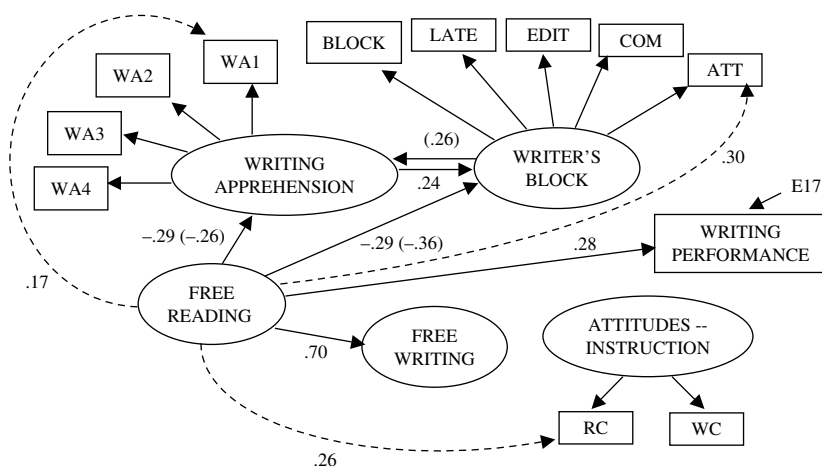 BLOCK
LATE
EDIT
COM
ATT
WA1
WA2
WA3
WA4
.17
WRITING
APPREHENSION
(.26)
.24
WRITER'S
BLOCK
.30
E17
WRITING
PERFORMANCE
–.29 (–.26)
–.29 (–.36)
.28
FREE
READING
.70
FREE
WRITING
ATTITUDES --
INSTRUCTION
RC
WC
.26